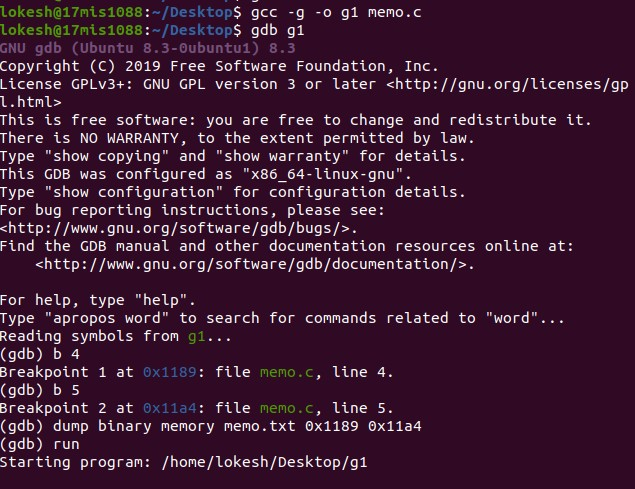 lokesh@17mis1088:~/Desktop$ gcc -g -o g1 memo.c
lokesh@17mis1088:~/Desktop$ gdb g1
GNU gdb (Ubuntu 8.3-0ubuntu1) 8.3
Copyright (C) 2019 Free Software Foundation, Inc.
License GPLv3+: GNU GPL version 3 or later <http://gnu.org/licenses/gp
l.html>
This is free software: you are free to change and redistribute it.
There is NO WARRANTY, to the extent permitted by law.
Type "show copying" and "show warranty" for details.
This GDB was configured as "x86_64-linux-gnu".
Type "show configuration" for configuration details.
For bug reporting instructions, please see:
<http://www.gnu.org/software/gdb/bugs/>.
Find the GDB manual and other documentation resources online at:
    <http://www.gnu.org/software/gdb/documentation/>.

For help, type "help".
Type "apropos word" to search for commands related to "word"...
Reading symbols from g1...
(gdb) b 4
Breakpoint 1 at 0x1189: file memo.c, line 4.
(gdb) b 5
Breakpoint 2 at 0x11a4: file memo.c, line 5.
(gdb) dump binary memory memo.txt 0x1189 0x11a4
(gdb) run
Starting program: /home/lokesh/Desktop/g1